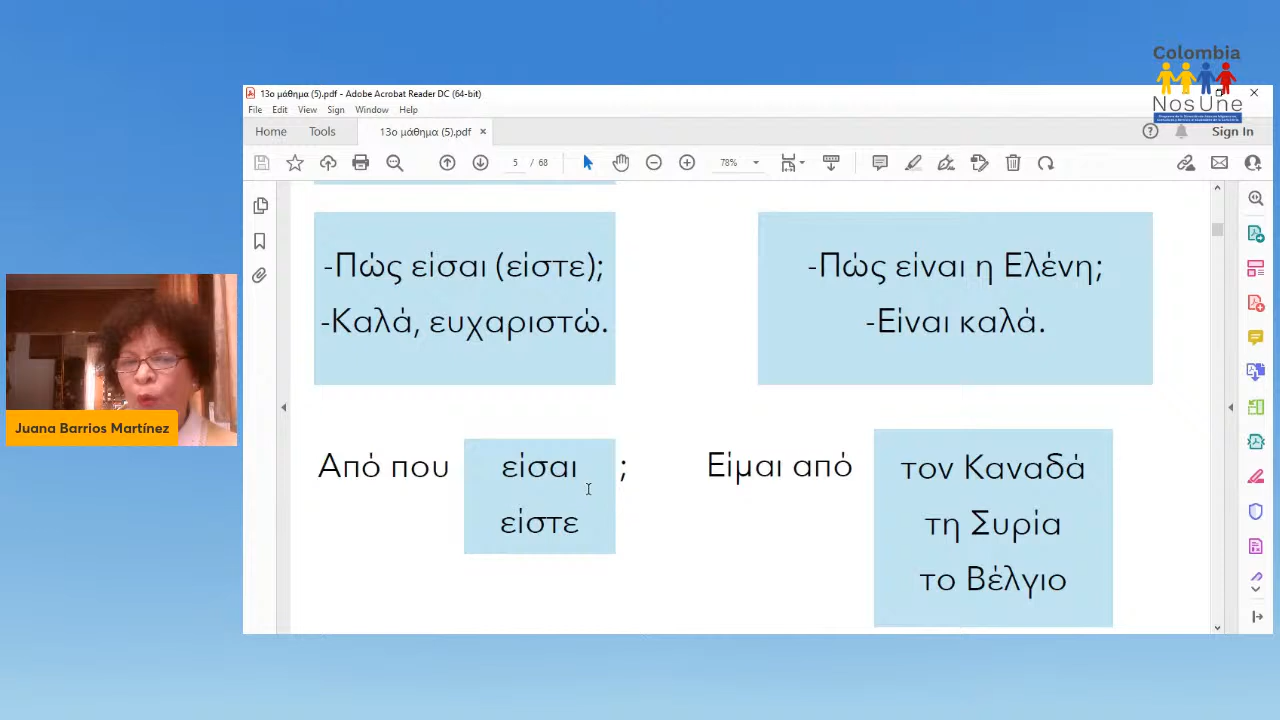 Colombia
NosUne
13ο μάθημα (5).pdf - Adobe Acrobat Reader DC (64-bit)
File Edit View Sign Window Help
Home Tools 13ο μάθημα (5).pdf × Sign In
5 / 68 78%
-Πώς είσαι (είστε);
-Καλά, ευχαριστώ.
-Πώς είναι η Ελένη;
-Είναι καλά.
Από που είσαι ;
είστε
Είμαι από τον Καναδά
τη Συρία
το Βέλγιο
Juana Barrios Martínez